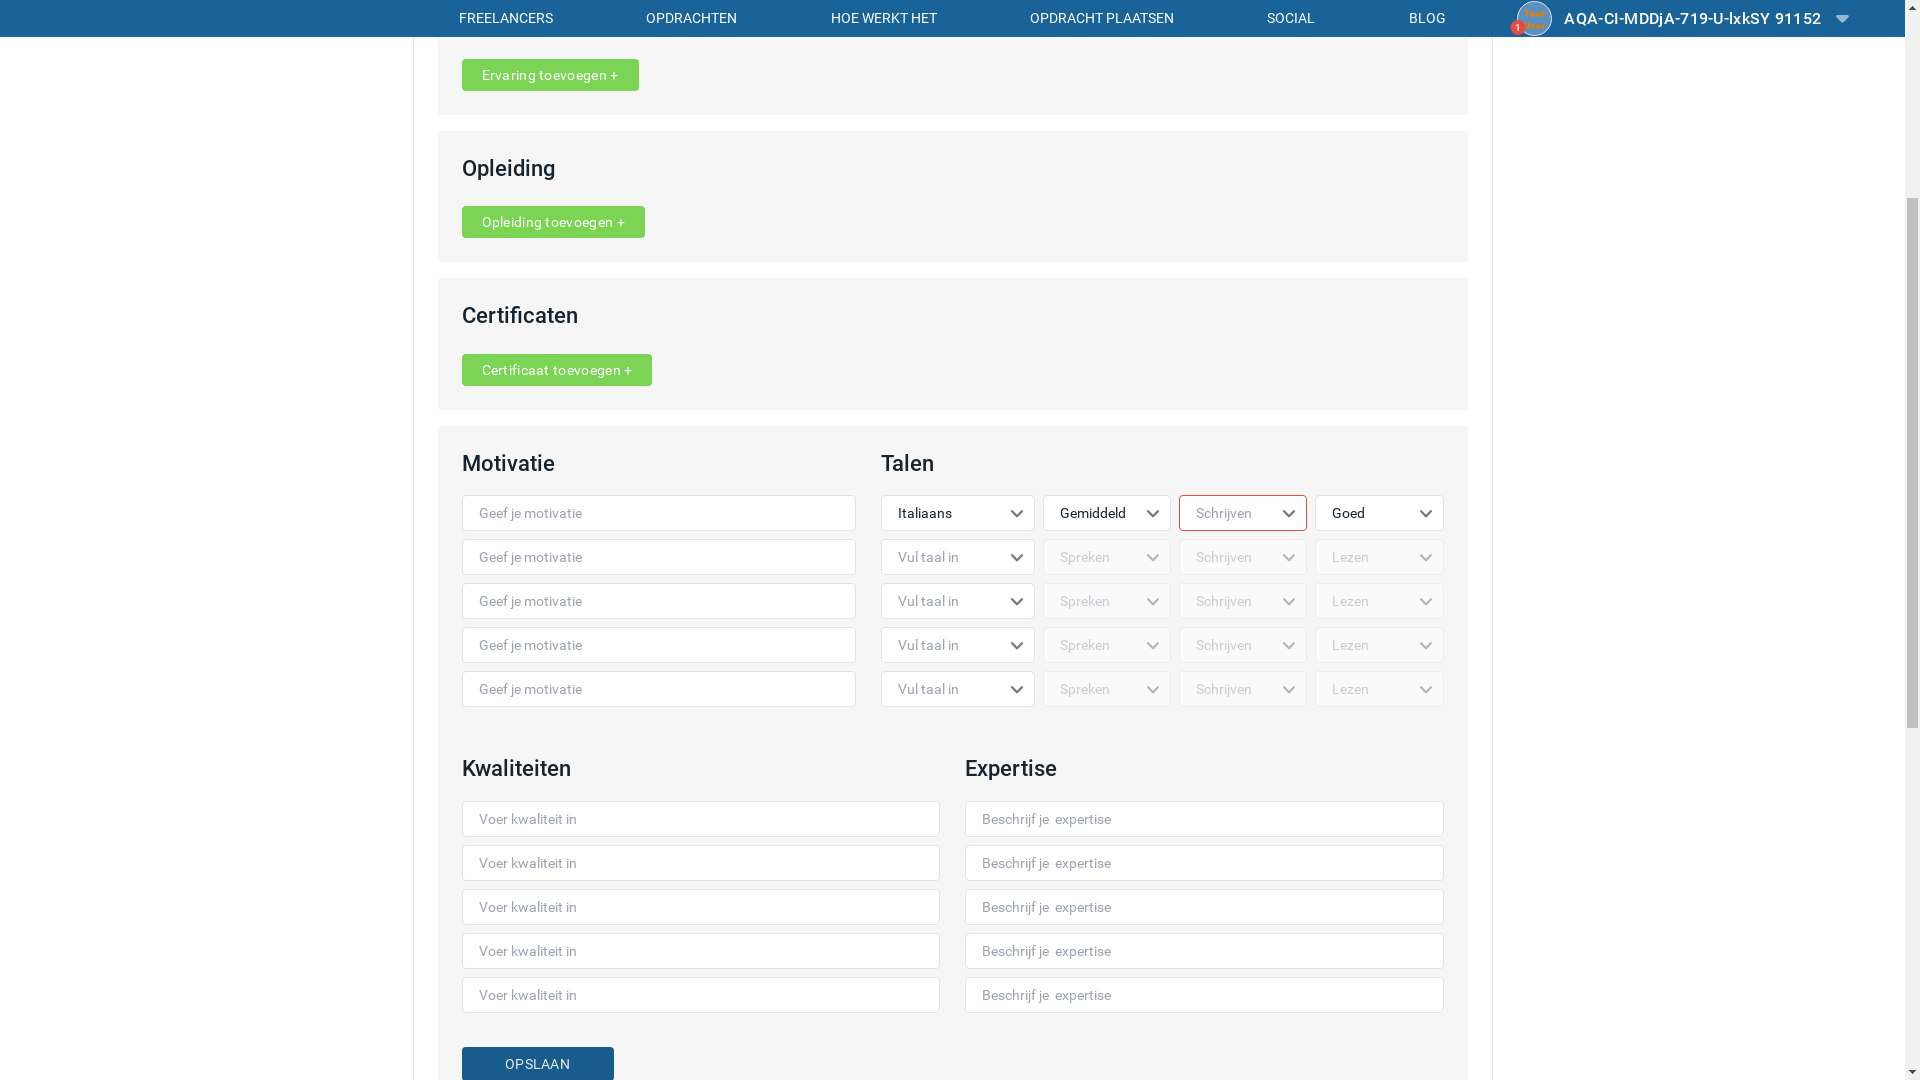 FREELANCERS OPDRACHTEN HOE WERKT HET OPDRACHT PLAATSEN SOCIAL BLOG 1 AQA-CI-MDDjA-719-U-lxkSY 91152
Ervaring toevoegen +
Opleiding
Opleiding toevoegen +
Certificaten
Certificaat toevoegen +
Motivatie Talen
Geef je motivatie Italiaans Gemiddeld Schrijven Goed
Geef je motivatie Vul taal in Spreken Schrijven Lezen
Geef je motivatie Vul taal in Spreken Schrijven Lezen
Geef je motivatie Vul taal in Spreken Schrijven Lezen
Geef je motivatie Vul taal in Spreken Schrijven Lezen
Kwaliteiten Expertise
Voer kwaliteit in Beschrijf je expertise
Voer kwaliteit in Beschrijf je expertise
Voer kwaliteit in Beschrijf je expertise
Voer kwaliteit in Beschrijf je expertise
Voer kwaliteit in Beschrijf je expertise
OPSLAAN